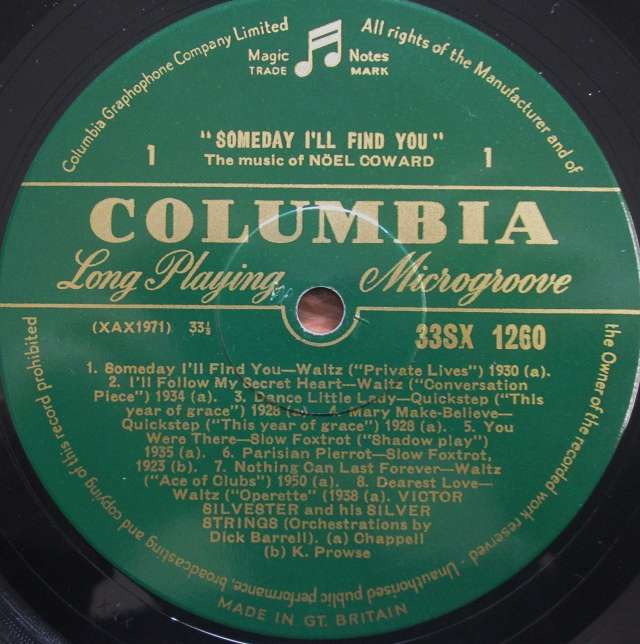 Columbia Graphophone Company Limited
Magic Notes
TRADE MARK
All rights of the Manufacturer and of
the Owner of the recorded work reserved · Unauthorised public performance, broadcasting and copying of this record prohibited
"SOMEDAY I'LL FIND YOU"
1 The music of NÖEL COWARD 1
COLUMBIA
Long Playing Microgroove
(XAX1971) 33⅓ 33SX 1260
1. Someday I'll Find You—Waltz ("Private Lives") 1930 (a).
2. I'll Follow My Secret Heart—Waltz ("Conversation
Piece") 1934 (a). 3. Dance Little Lady—Quickstep ("This
year of grace") 1928 (a). 4. Mary Make-Believe—
Quickstep ("This year of grace") 1928 (a). 5. You
Were There—Slow Foxtrot ("Shadow play")
1935 (a). 6. Parisian Pierrot—Slow Foxtrot,
1923 (b). 7. Nothing Can Last Forever—Waltz
("Ace of Clubs") 1950 (a). 8. Dearest Love—
Waltz ("Operette" (1938 (a). VICTOR
SILVESTER and his SILVER
STRINGS (Orchestrations by
Dick Barrell). (a) Chappell
(b) K. Prowse
MADE IN GT. BRITAIN